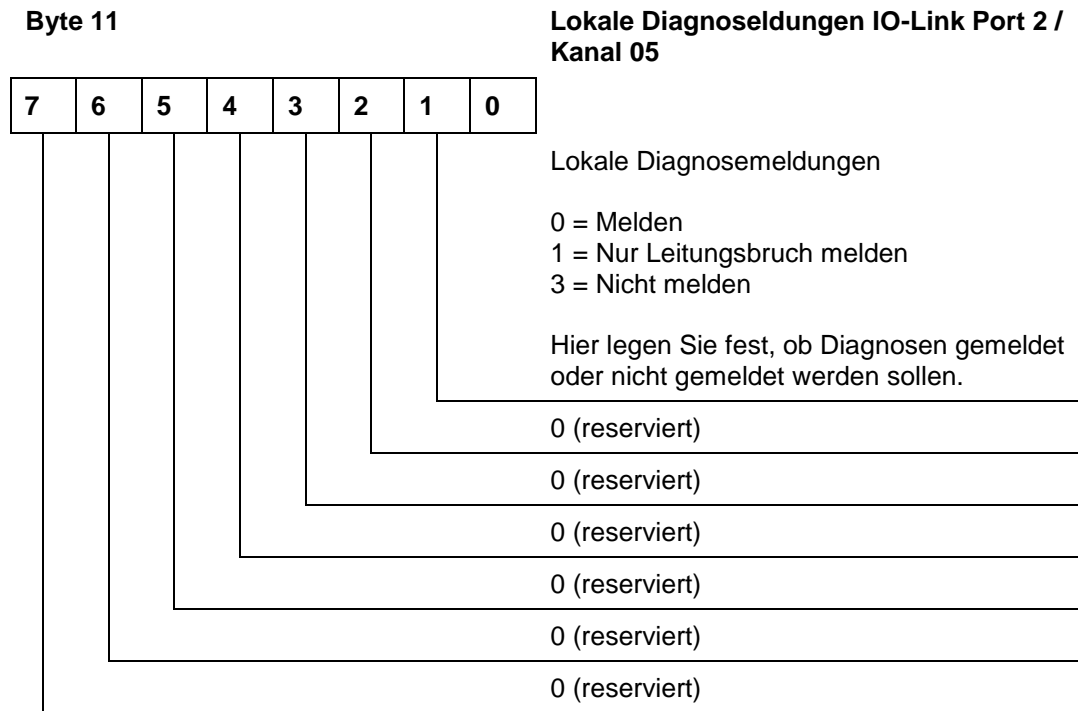 Byte 11
Lokale Diagnoseldungen IO-Link Port 2 /
Kanal 05
7 6 5 4 3 2 1 0
Lokale Diagnosemeldungen
0 = Melden
1 = Nur Leitungsbruch melden
3 = Nicht melden
Hier legen Sie fest, ob Diagnosen gemeldet
oder nicht gemeldet werden sollen.
0 (reserviert)
0 (reserviert)
0 (reserviert)
0 (reserviert)
0 (reserviert)
0 (reserviert)